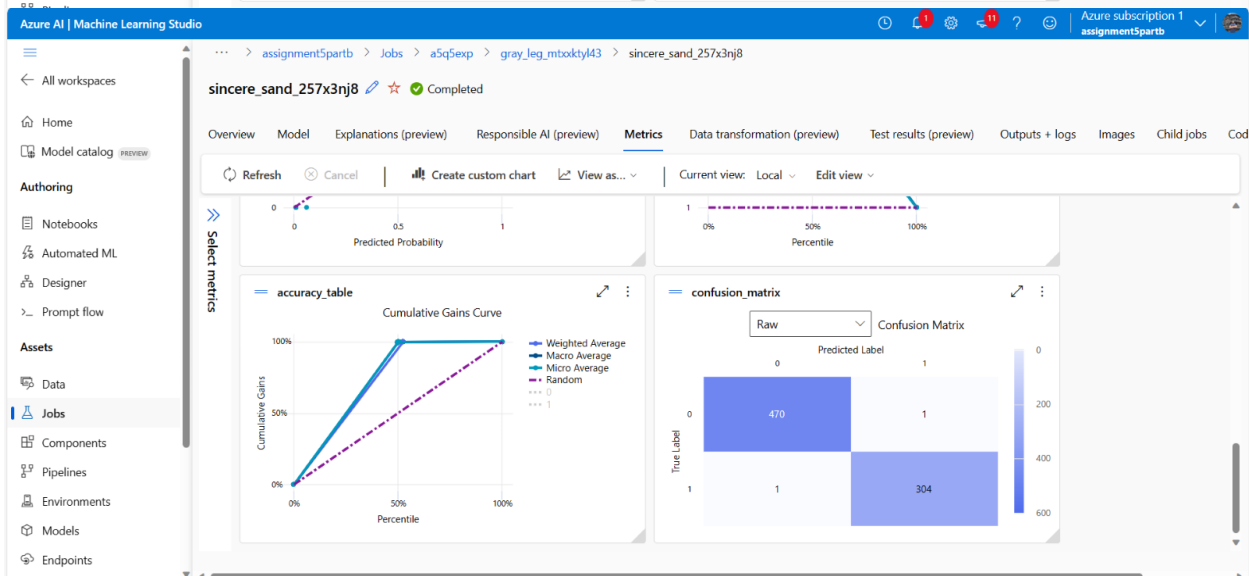 Azure AI | Machine Learning Studio
1
11
?
Azure subscription 1
assignment5partb
All workspaces
Home
Model catalog PREVIEW
Authoring
Notebooks
Automated ML
Designer
Prompt flow
Assets
Data
Jobs
Components
Pipelines
Environments
Models
Endpoints
... > assignment5partb > Jobs > a5q5exp > gray_leg_mtxxktyl43 > sincere_sand_257x3nj8
sincere_sand_257x3nj8 Completed
Overview Model Explanations (preview) Responsible AI (preview) Metrics Data transformation (preview) Test results (preview) Outputs + logs Images Child jobs Cod
Refresh Cancel Create custom chart View as... Current view: Local Edit view
Select metrics
0
0 0.5 1
Predicted Probability
1
0% 50% 100%
Percentile
accuracy_table
Cumulative Gains Curve
100%
50%
0%
Cumulative Gains
0% 50% 100%
Percentile
Weighted Average
Macro Average
Micro Average
Random
0
1
confusion_matrix
Raw Confusion Matrix
Predicted Label
0 1
True Label
0 470 1
1 1 304
0
200
400
600